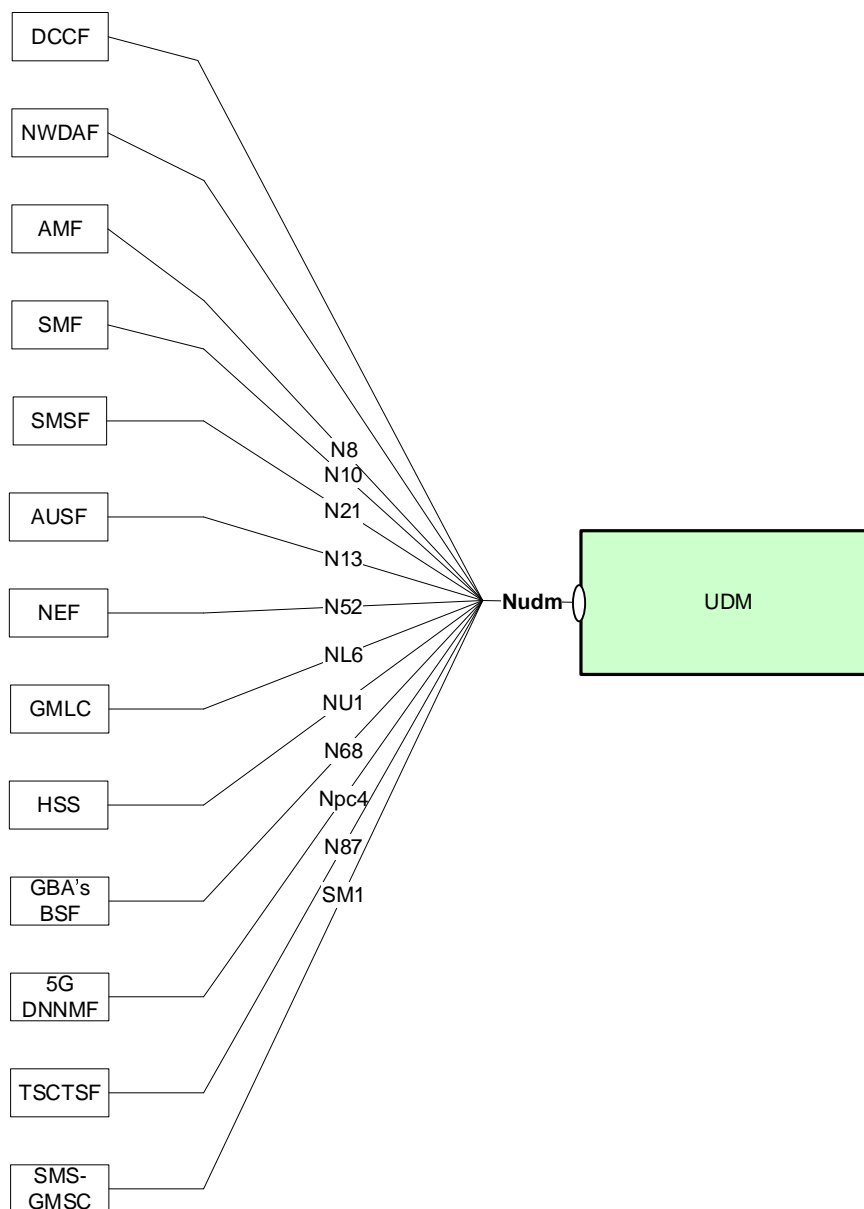 DCCF
NWDAF
AMF
SMF
SMSF
AUSF
NEF
GMLC
HSS
GBA's
BSF
5G
DNNMF
TSCTSF
SMS-
GMSC
N8
N10
N21
N13
N52
NL6
NU1
N68
Npc4
N87
SM1
Nudm
UDM